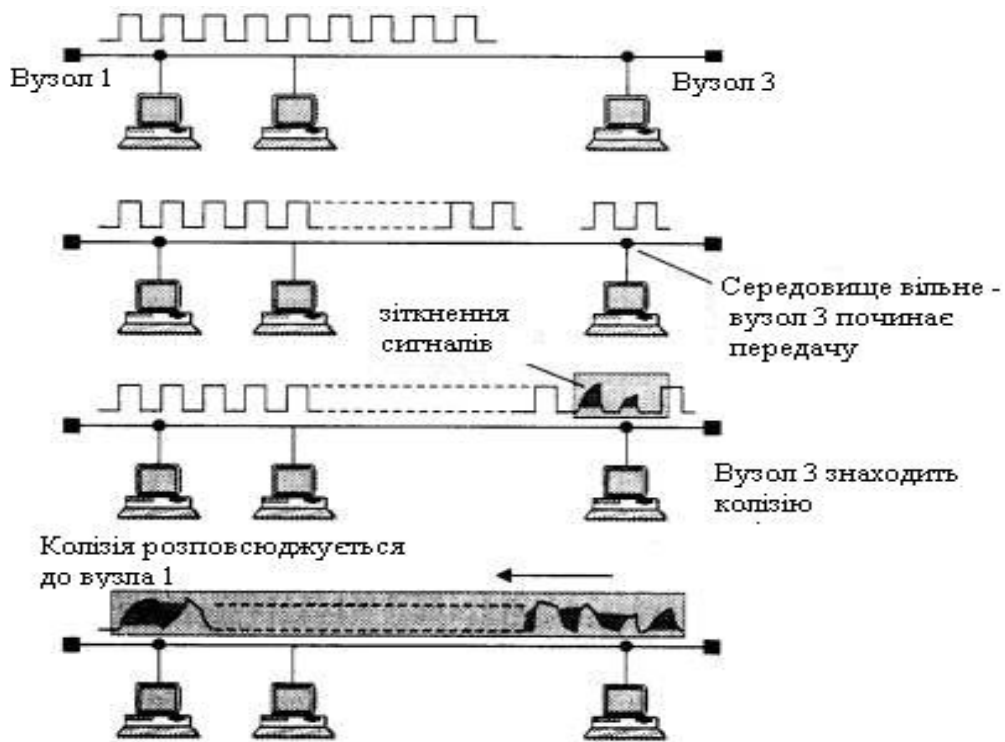 Вузол 1
Вузол 3
Середовище вільне -
вузол 3 починає
передачу
зіткнення
сигналів
Вузол 3 знаходить
колізію
Колізія розповсюджується
до вузла 1